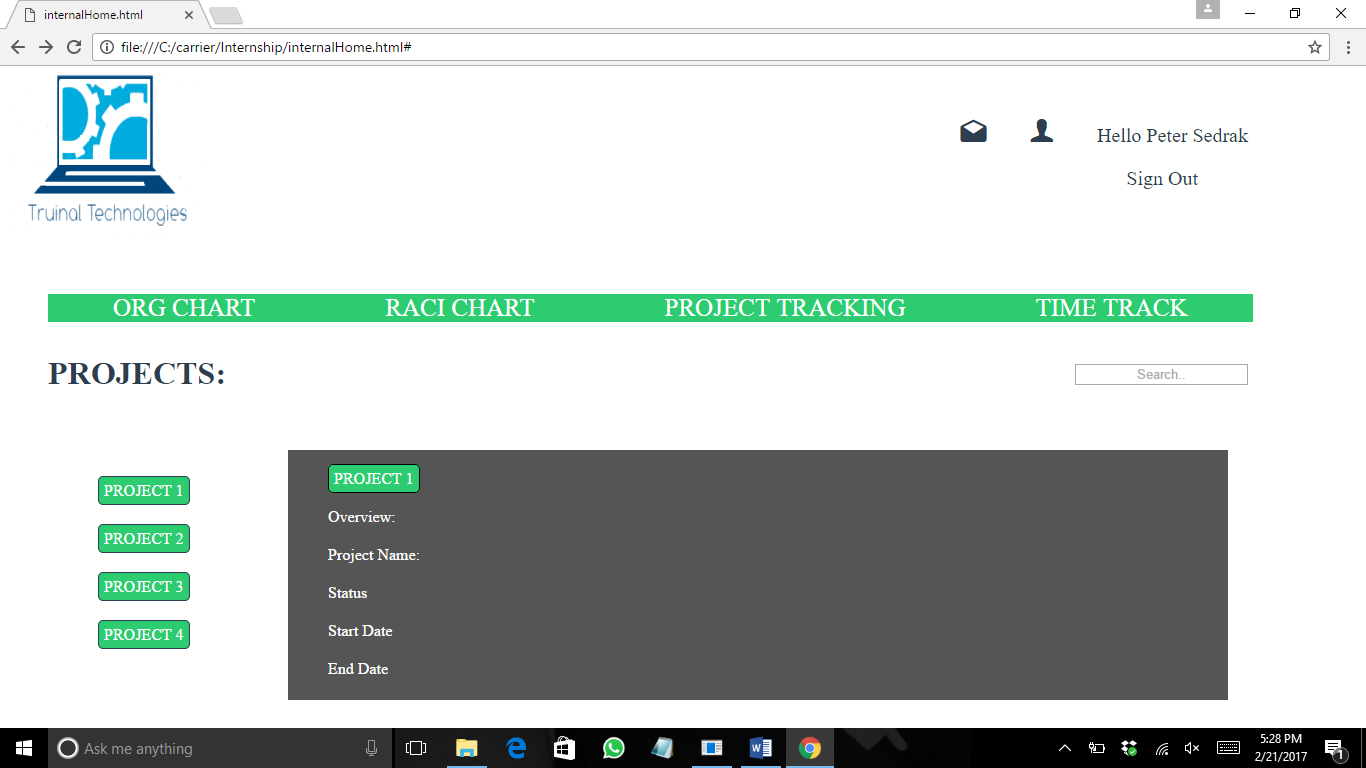 internalHome.html
file:///C:/carrier/Internship/internalHome.html#
Truinal Technologies
Hello Peter Sedrak
Sign Out
ORG CHART RACI CHART PROJECT TRACKING TIME TRACK
PROJECTS:
Search..
PROJECT 1
PROJECT 2
PROJECT 3
PROJECT 4
PROJECT 1
Overview:
Project Name:
Status
Start Date
End Date
Ask me anything
5:28 PM
2/21/2017
1